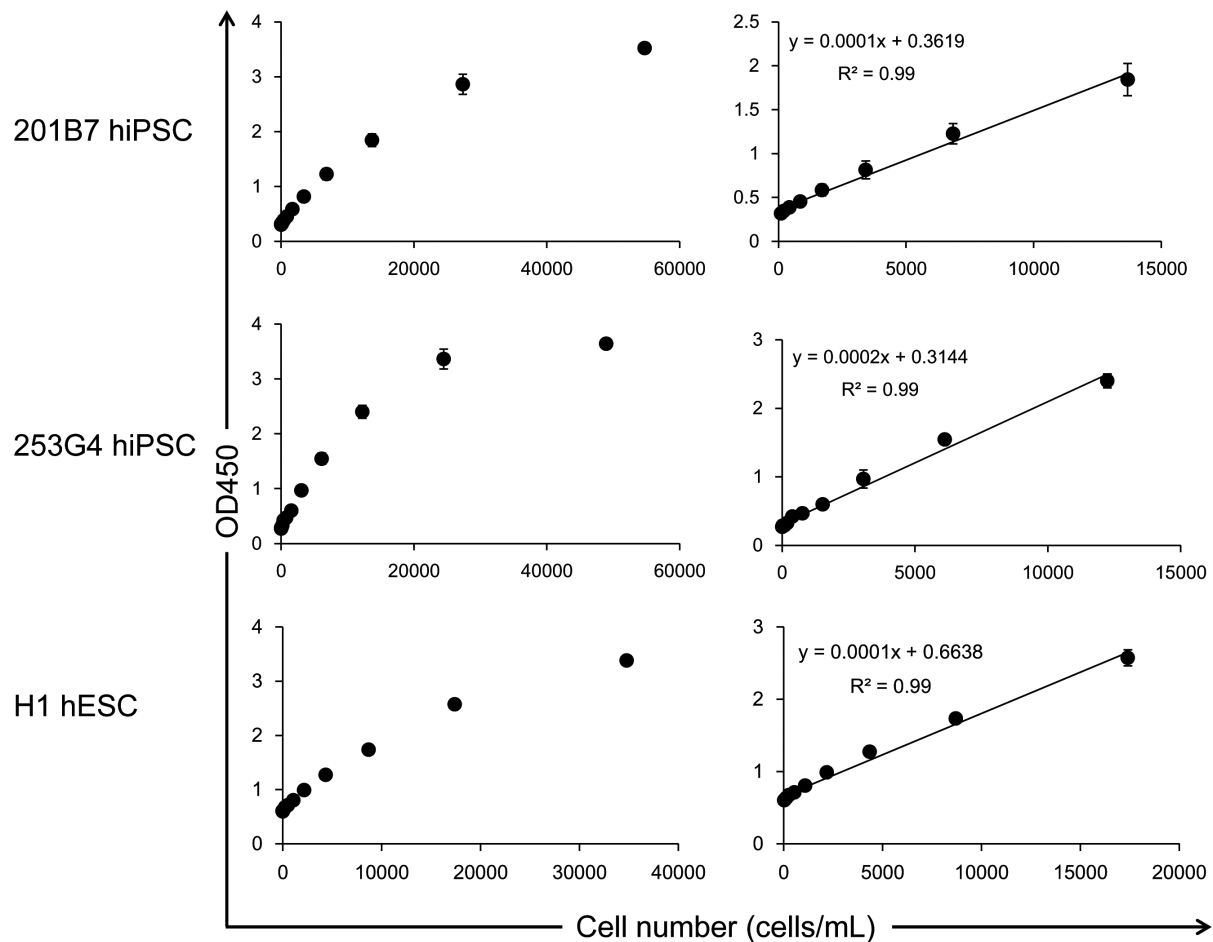 201B7 hiPSC
4
3
2
1
0
0 20000 40000 60000
y = 0.0001x + 0.3619
R² = 0.99
2.5
2
1.5
1
0.5
0
0 5000 10000 15000
253G4 hiPSC
4
3
2
1
0
0 20000 40000 60000
y = 0.0002x + 0.3144
R² = 0.99
3
2
1
0
0 5000 10000 15000
H1 hESC
4
3
2
1
0
0 10000 20000 30000 40000
y = 0.0001x + 0.6638
R² = 0.99
3
2
1
0
0 5000 10000 15000 20000
OD450
Cell number (cells/mL)